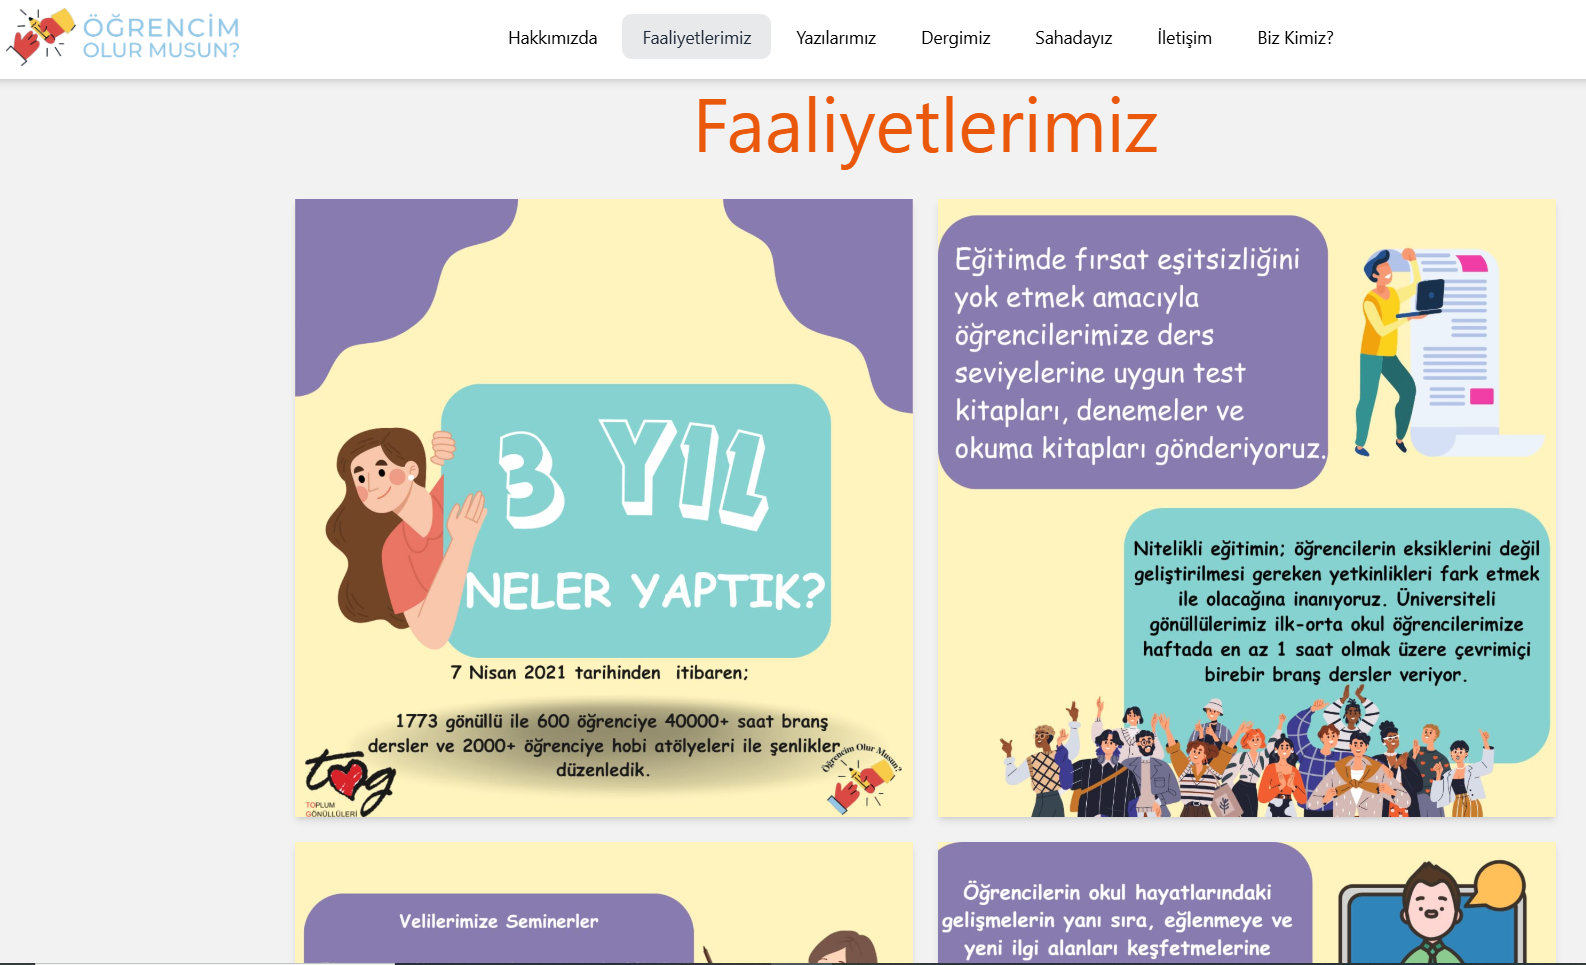 ÖĞRENCİM
OLUR MUSUN?
Hakkımızda
Faaliyetlerimiz
Yazılarımız
Dergimiz
Sahadayız
İletişim
Biz Kimiz?
Faaliyetlerimiz
3 YIL
NELER YAPTIK?
7 Nisan 2021 tarihinden itibaren;
1773 gönüllü ile 600 öğrenciye 40000+ saat branş
dersler ve 2000+ öğrenciye hobi atölyeleri ile şenlikler
düzenledik.
tog
TOPLUM
GÖNÜLLÜLERİ
Öğrencim Olur Musun?
Eğitimde fırsat eşitsizliğini
yok etmek amacıyla
öğrencilerimize ders
seviyelerine uygun test
kitapları, denemeler ve
okuma kitapları gönderiyoruz.
Nitelikli eğitimin; öğrencilerin eksiklerini değil
geliştirilmesi gereken yetkinlikleri fark etmek
ile olacağına inanıyoruz. Üniversiteli
gönüllülerimiz ilk-orta okul öğrencilerimize
haftada en az 1 saat olmak üzere çevrimiçi
birebir branş dersler veriyor.
Velilerimize Seminerler
Öğrencilerin okul hayatlarındaki
gelişmelerin yanı sıra, eğlenmeye ve
yeni ilgi alanları keşfetmelerine